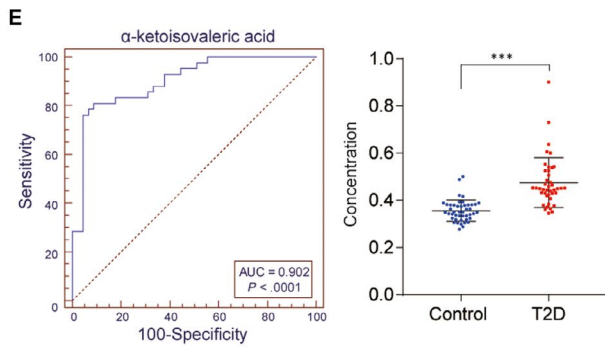 E
α-ketoisovaleric acid
Sensitivity
100
80
60
40
20
0
AUC = 0.902
P < .0001
0 20 40 60 80 100
100-Specificity
Concentration
1.0
0.8
0.6
0.4
0.2
0.0
***
Control T2D